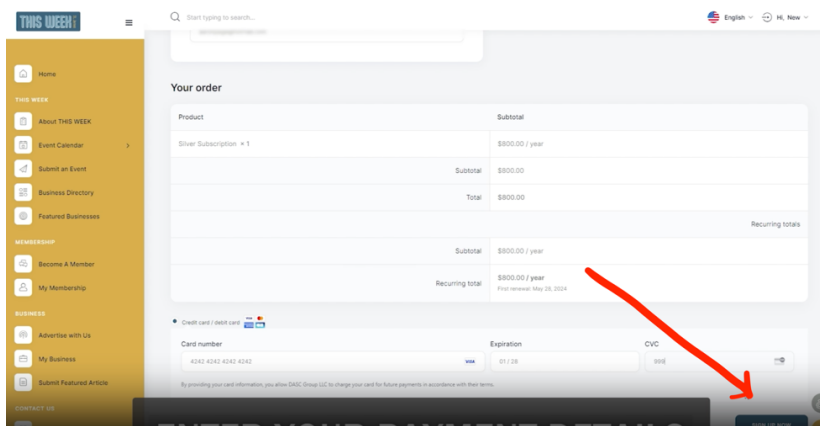 THIS WEEK
Start typing to search...
English
Hi, New
Home
THIS WEEK
About THIS WEEK
Event Calendar
Submit an Event
Business Directory
Featured Businesses
MEMBERSHIP
Become A Member
My Membership
BUSINESS
Advertise with Us
My Business
Submit Featured Article
CONTACT US
Your order
Product Subtotal
Silver Subscription × 1 $800.00 / year
Subtotal $800.00
Total $800.00
Recurring totals
Subtotal $800.00 / year
Recurring total $800.00 / year
First renewal: May 28, 2024
Credit card / debit card
Card number Expiration CVC
4242 4242 4242 4242 VISA 01 / 28 999
By providing your card information, you allow DASC Group LLC to charge your card for future payments in accordance with their terms.
SIGN UP NOW
ENTER YOUR PAYMENT DETAILS